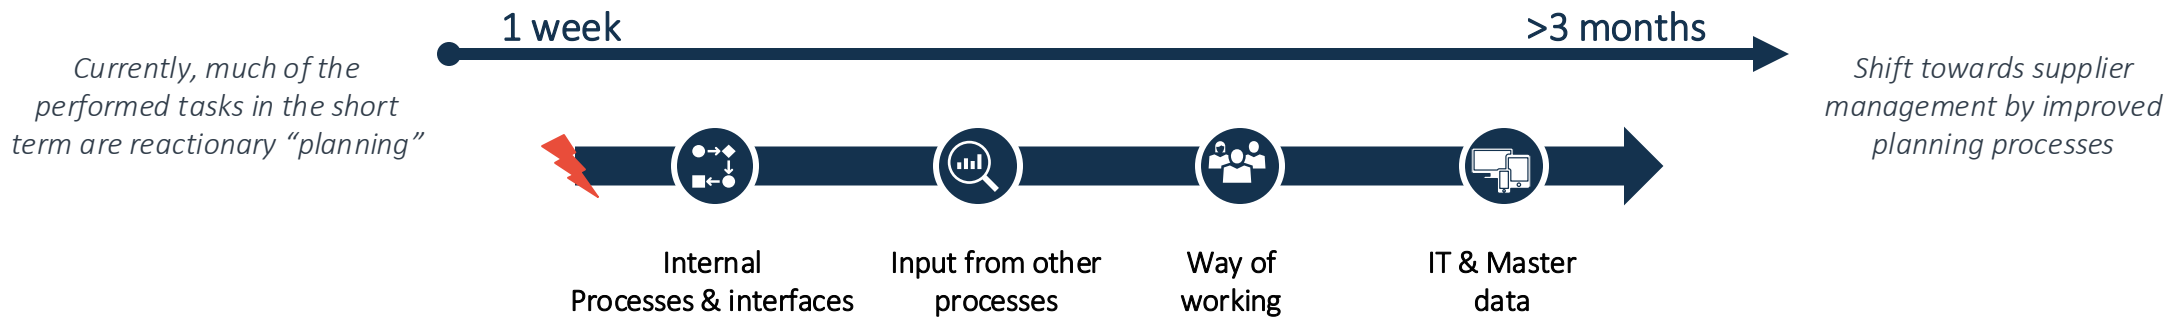 1 week
>3 months
Currently, much of the
performed tasks in the short
term are reactionary “planning”
Shift towards supplier
management by improved
planning processes
Internal
Processes & interfaces
Input from other
processes
Way of
working
IT & Master
data